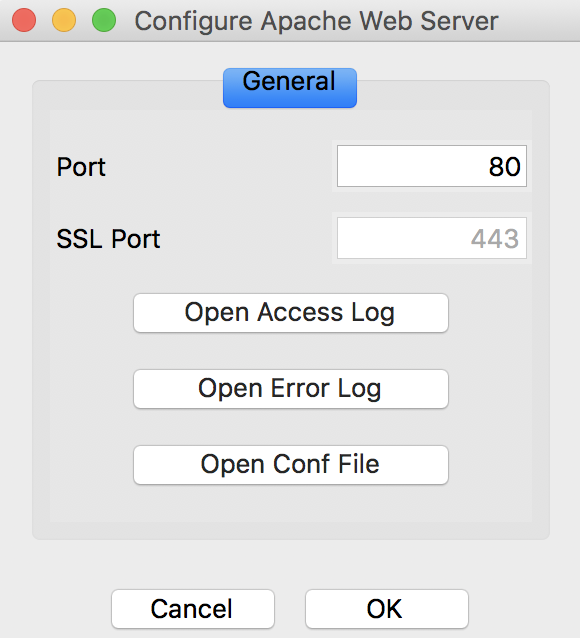 Configure Apache Web Server
General
Port 80
SSL Port 443
Open Access Log
Open Error Log
Open Conf File
Cancel OK